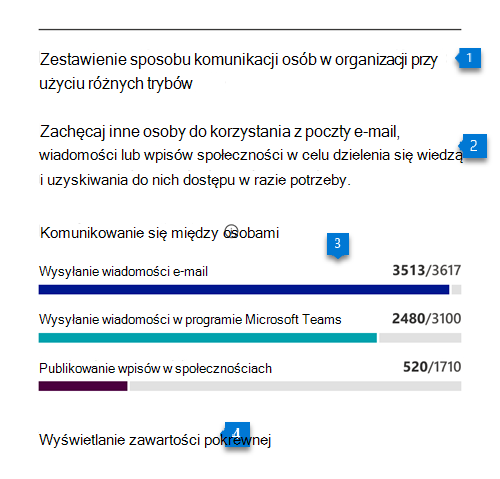 Zestawienie sposobu komunikacji osób w organizacji przy
1
użyciu różnych trybów
Zachęcaj inne osoby do korzystania z poczty e-mail,
wiadomości lub wpisów społeczności w celu dzielenia się wiedzą
2
i uzyskiwania do nich dostępu w razie potrzeby.
Komunikowanie się między osobami
3
Wysyłanie wiadomości e-mail 3513/3617
Wysyłanie wiadomości w programie Microsoft Teams 2480/3100
Publikowanie wpisów w społecznościach 520/1710
4
Wyświetlanie zawartości pokrewnej